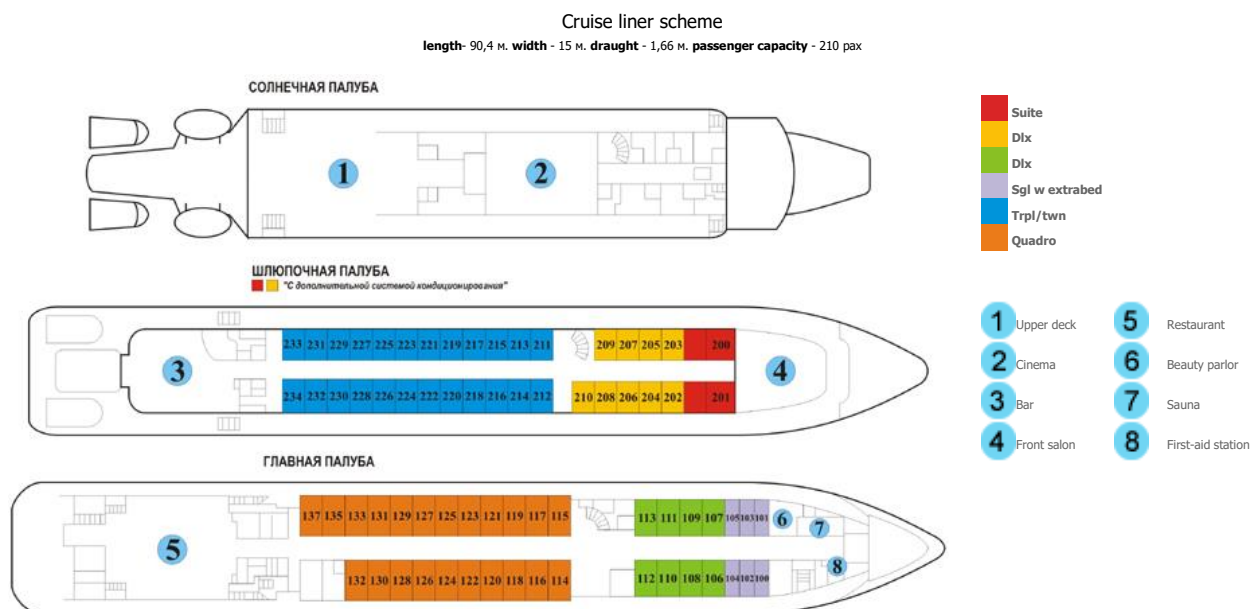 Cruise liner scheme
length- 90,4 м. width - 15 м. draught - 1,66 м. passenger capacity - 210 pax
СОЛНЕЧНАЯ ПАЛУБА
1
2
Suite
Dlx
Dlx
Sgl w extrabed
Trpl/twn
Quadro
ШЛЮПОЧНАЯ ПАЛУБА
"С дополнительной системой кондиционирования"
233 231 229 227 225 223 221 219 217 215 213 211 209 207 205 203 200
3
4
234 232 230 228 226 224 222 220 218 216 214 212 210 208 206 204 202 201
1 Upper deck
5 Restaurant
2 Cinema
6 Beauty parlor
3 Bar
7 Sauna
4 Front salon
8 First-aid station
ГЛАВНАЯ ПАЛУБА
137 135 133 131 129 127 125 123 121 119 117 115 113 111 109 107 105 103 101
6
7
5
8
132 130 128 126 124 122 120 118 116 114 112 110 108 106 104 102 100